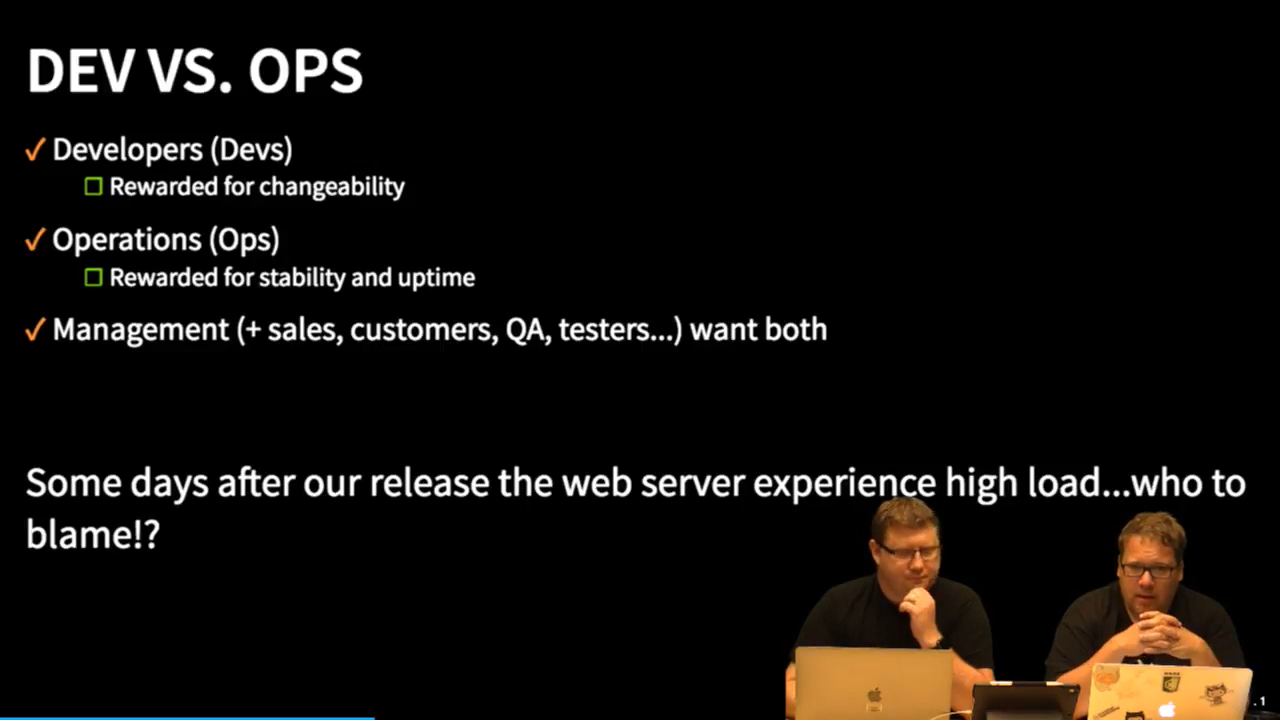 DEV VS. OPS
✓ Developers (Devs)
☐ Rewarded for changeability
✓ Operations (Ops)
☐ Rewarded for stability and uptime
✓ Management (+ sales, customers, QA, testers...) want both
Some days after our release the web server experience high load...who to
blame!?
. 1